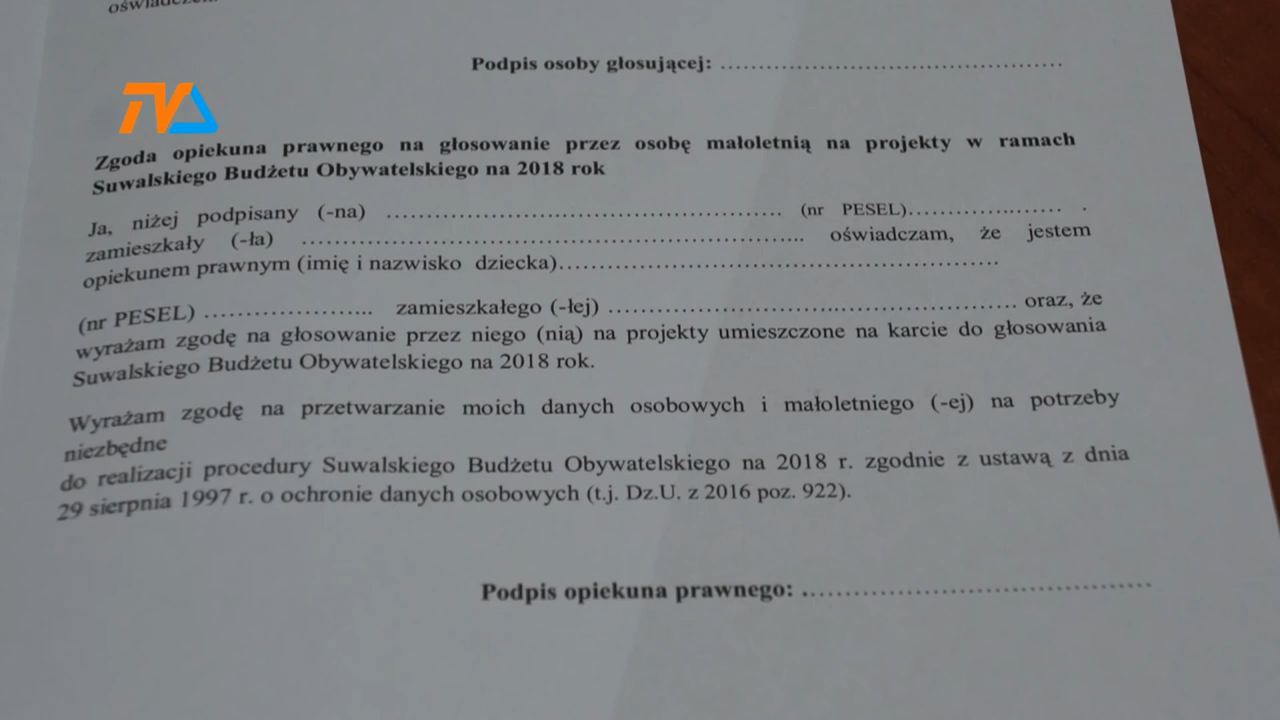 Podpis osoby głosującej: ..........................................
TVA
Zgoda opiekuna prawnego na głosowanie przez osobę małoletnią na projekty w ramach
Suwalskiego Budżetu Obywatelskiego na 2018 rok
Ja, niżej podpisany (-na) ................................................. (nr PESEL)...................... .
zamieszkały (-ła) .............................................................. oświadczam, że jestem
opiekunem prawnym (imię i nazwisko dziecka).......................................................
(nr PESEL) ..................... zamieszkałego (-łej) ................................................... oraz, że
wyrażam zgodę na głosowanie przez niego (nią) na projekty umieszczone na karcie do głosowania
Suwalskiego Budżetu Obywatelskiego na 2018 rok.
Wyrażam zgodę na przetwarzanie moich danych osobowych i małoletniego (-ej) na potrzeby
niezbędne
do realizacji procedury Suwalskiego Budżetu Obywatelskiego na 2018 r. zgodnie z ustawą z dnia
29 sierpnia 1997 r. o ochronie danych osobowych (t.j. Dz.U. z 2016 poz. 922).
Podpis opiekuna prawnego: ...........................................